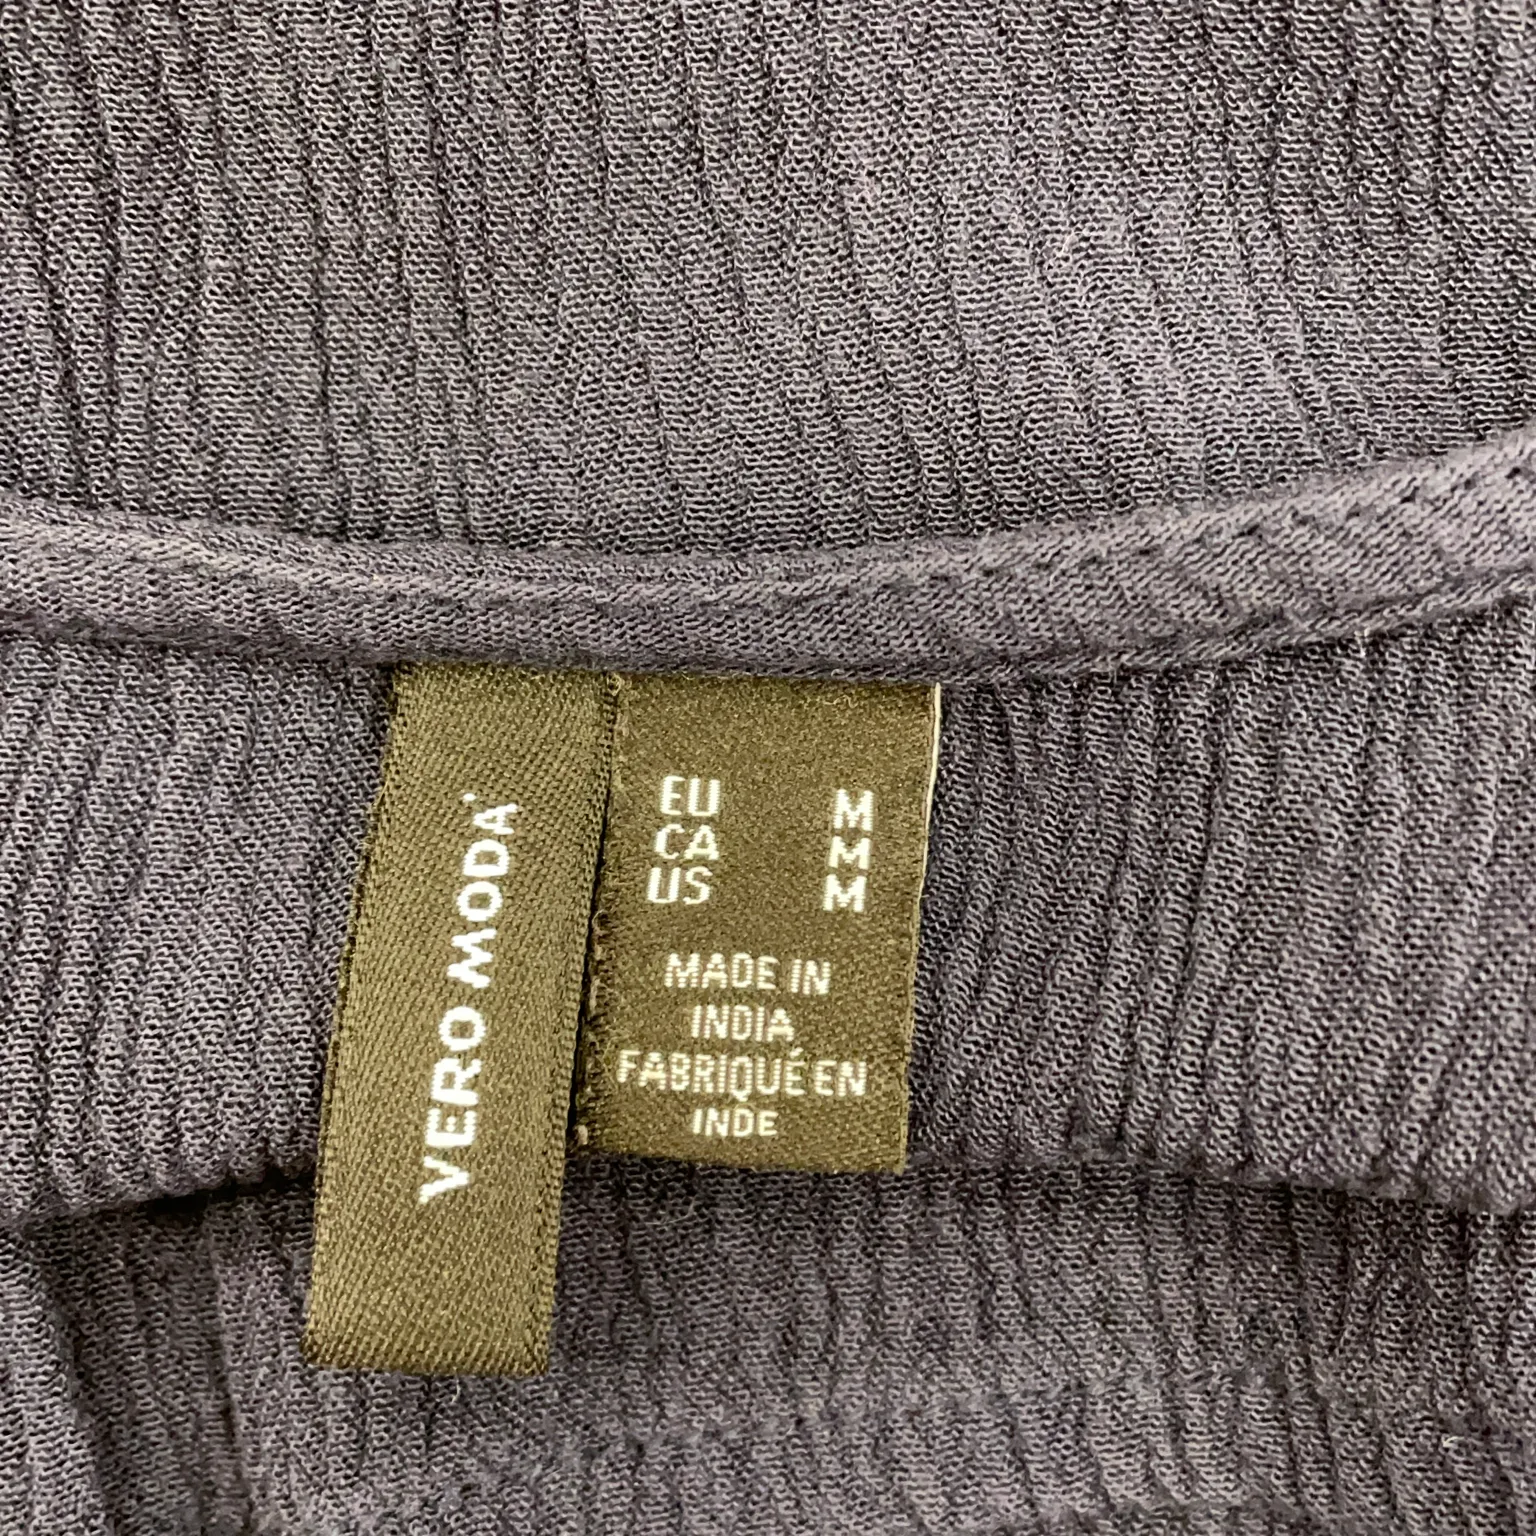 VERO MODA
EU M
CA M
US M
MADE IN
INDIA
FABRIQUÉ EN
INDE